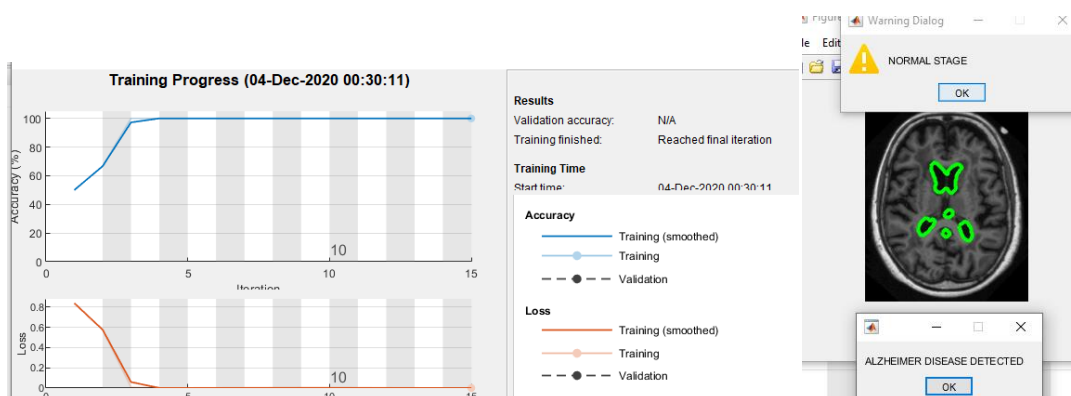 Training Progress (04-Dec-2020 00:30:11)
100
80
60
40
20
0
Accuracy (%)
10
0 5 10 15
Iteration
0.8
0.6
0.4
0.2
0
Loss
10
Results
Validation accuracy: N/A
Training finished: Reached final iteration
Training Time
Start time: 04-Dec-2020 00:30:11
Accuracy
Training (smoothed)
Training
Validation
Loss
Training (smoothed)
Training
Validation
Figure
Edit
Warning Dialog
NORMAL STAGE
OK
ALZHEIMER DISEASE DETECTED
OK